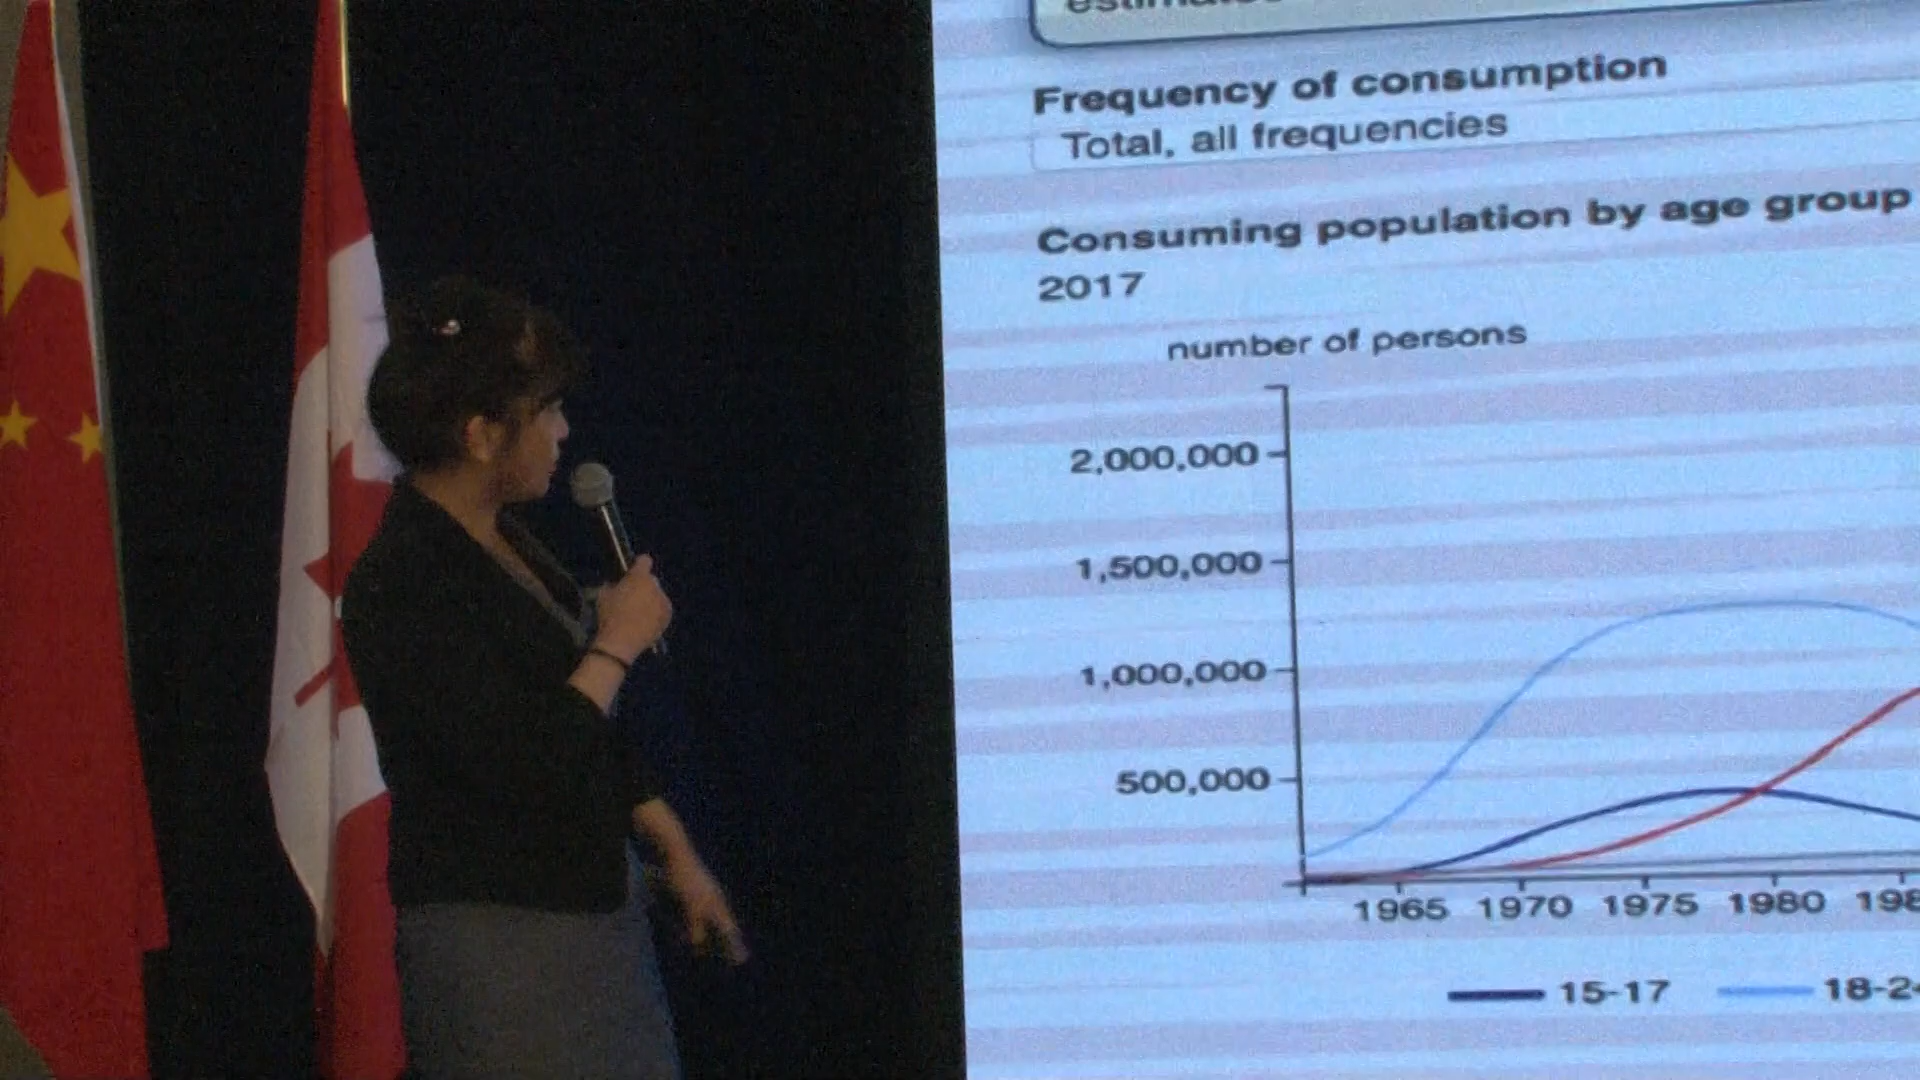 Frequency of consumption
Total, all frequencies
Consuming population by age group
2017
number of persons
2,000,000
1,500,000
1,000,000
500,000
1965 1970 1975 1980
15-17